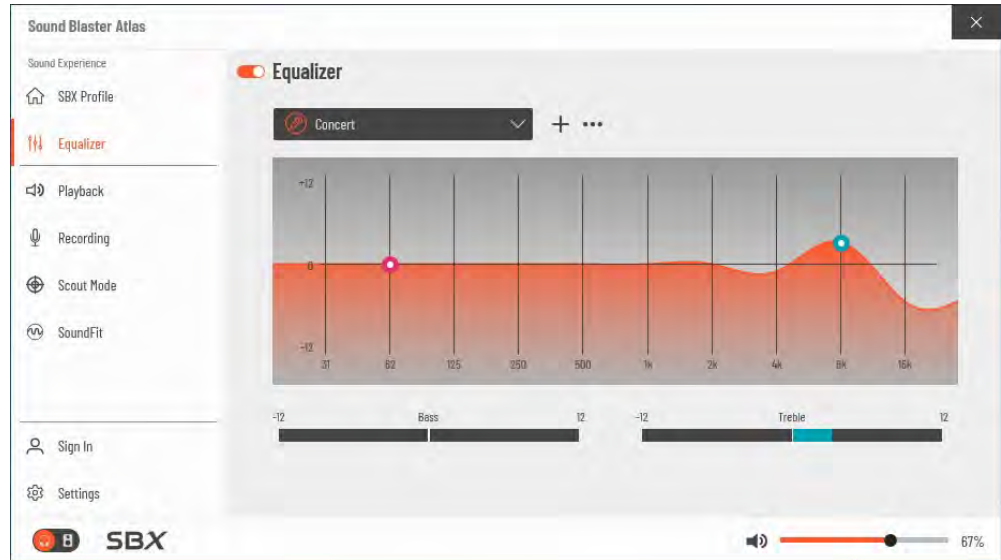 Sound Blaster Atlas
Sound Experience
SBX Profile
Equalizer
Playback
Recording
Scout Mode
SoundFit
Sign In
Settings
Equalizer
Concert
+12
0
-12
31 62 125 250 500 1k 2k 4k 8k 16k
-12 Bass 12
-12 Treble 12
SBX
67%